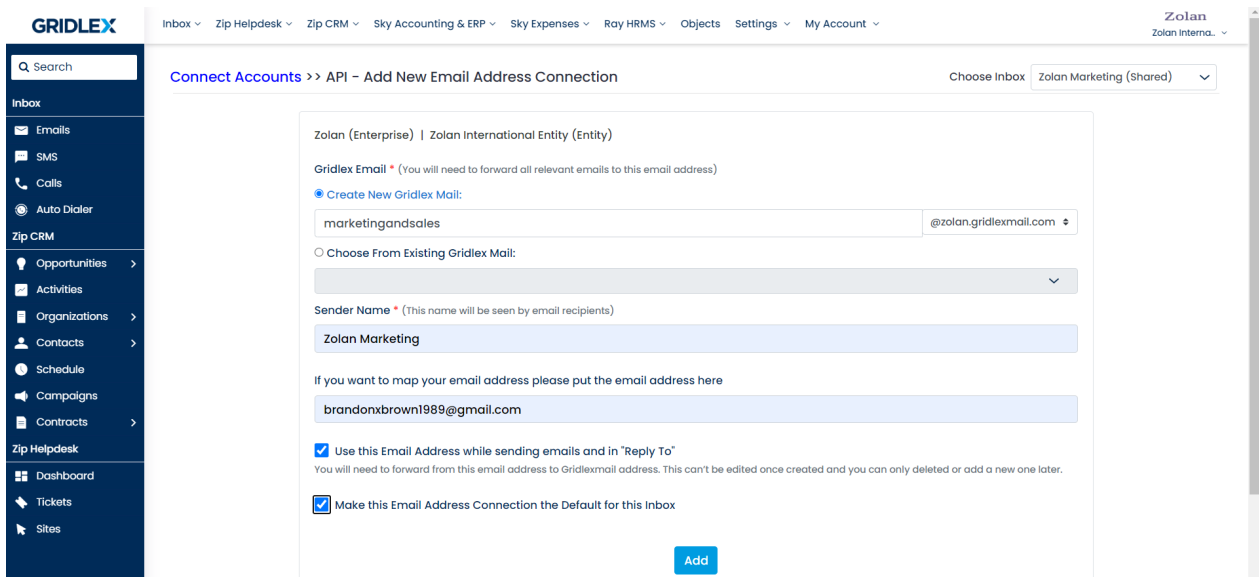 GRIDLEX
Inbox Zip Helpdesk Zip CRM Sky Accounting & ERP Sky Expenses Ray HRMS Objects Settings My Account
Zolan
Zolan Interna..
Search
Inbox
Emails
SMS
Calls
Auto Dialer
Zip CRM
Opportunities
Activities
Organizations
Contacts
Schedule
Campaigns
Contracts
Zip Helpdesk
Dashboard
Tickets
Sites
Connect Accounts >> API - Add New Email Address Connection
Choose Inbox Zolan Marketing (Shared)
Zolan (Enterprise) | Zolan International Entity (Entity)
Gridlex Email * (You will need to forward all relevant emails to this email address)
Create New Gridlex Mail:
marketingandsales @zolan.gridlexmail.com
Choose From Existing Gridlex Mail:
Sender Name * (This name will be seen by email recipients)
Zolan Marketing
If you want to map your email address please put the email address here
brandonxbrown1989@gmail.com
Use this Email Address while sending emails and in "Reply To"
You will need to forward from this email address to Gridlexmail address. This can't be edited once created and you can only deleted or add a new one later.
Make this Email Address Connection the Default for this Inbox
Add